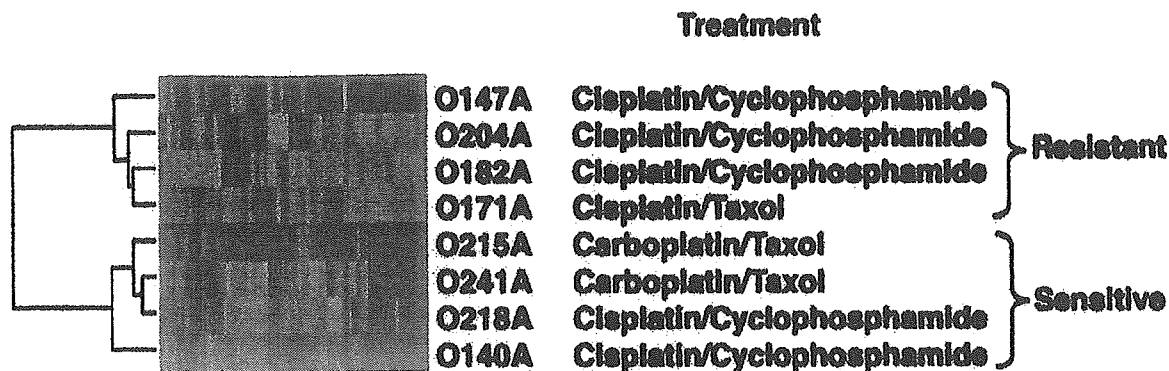 Treatment
O147A Cisplatin/Cyclophosphamide
O204A Cisplatin/Cyclophosphamide
Resistant
O182A Cisplatin/Cyclophosphamide
O171A Cisplatin/Taxol
O215A Carboplatin/Taxol
O241A Carboplatin/Taxol
Sensitive
O218A Cisplatin/Cyclophosphamide
O140A Cisplatin/Cyclophosphamide